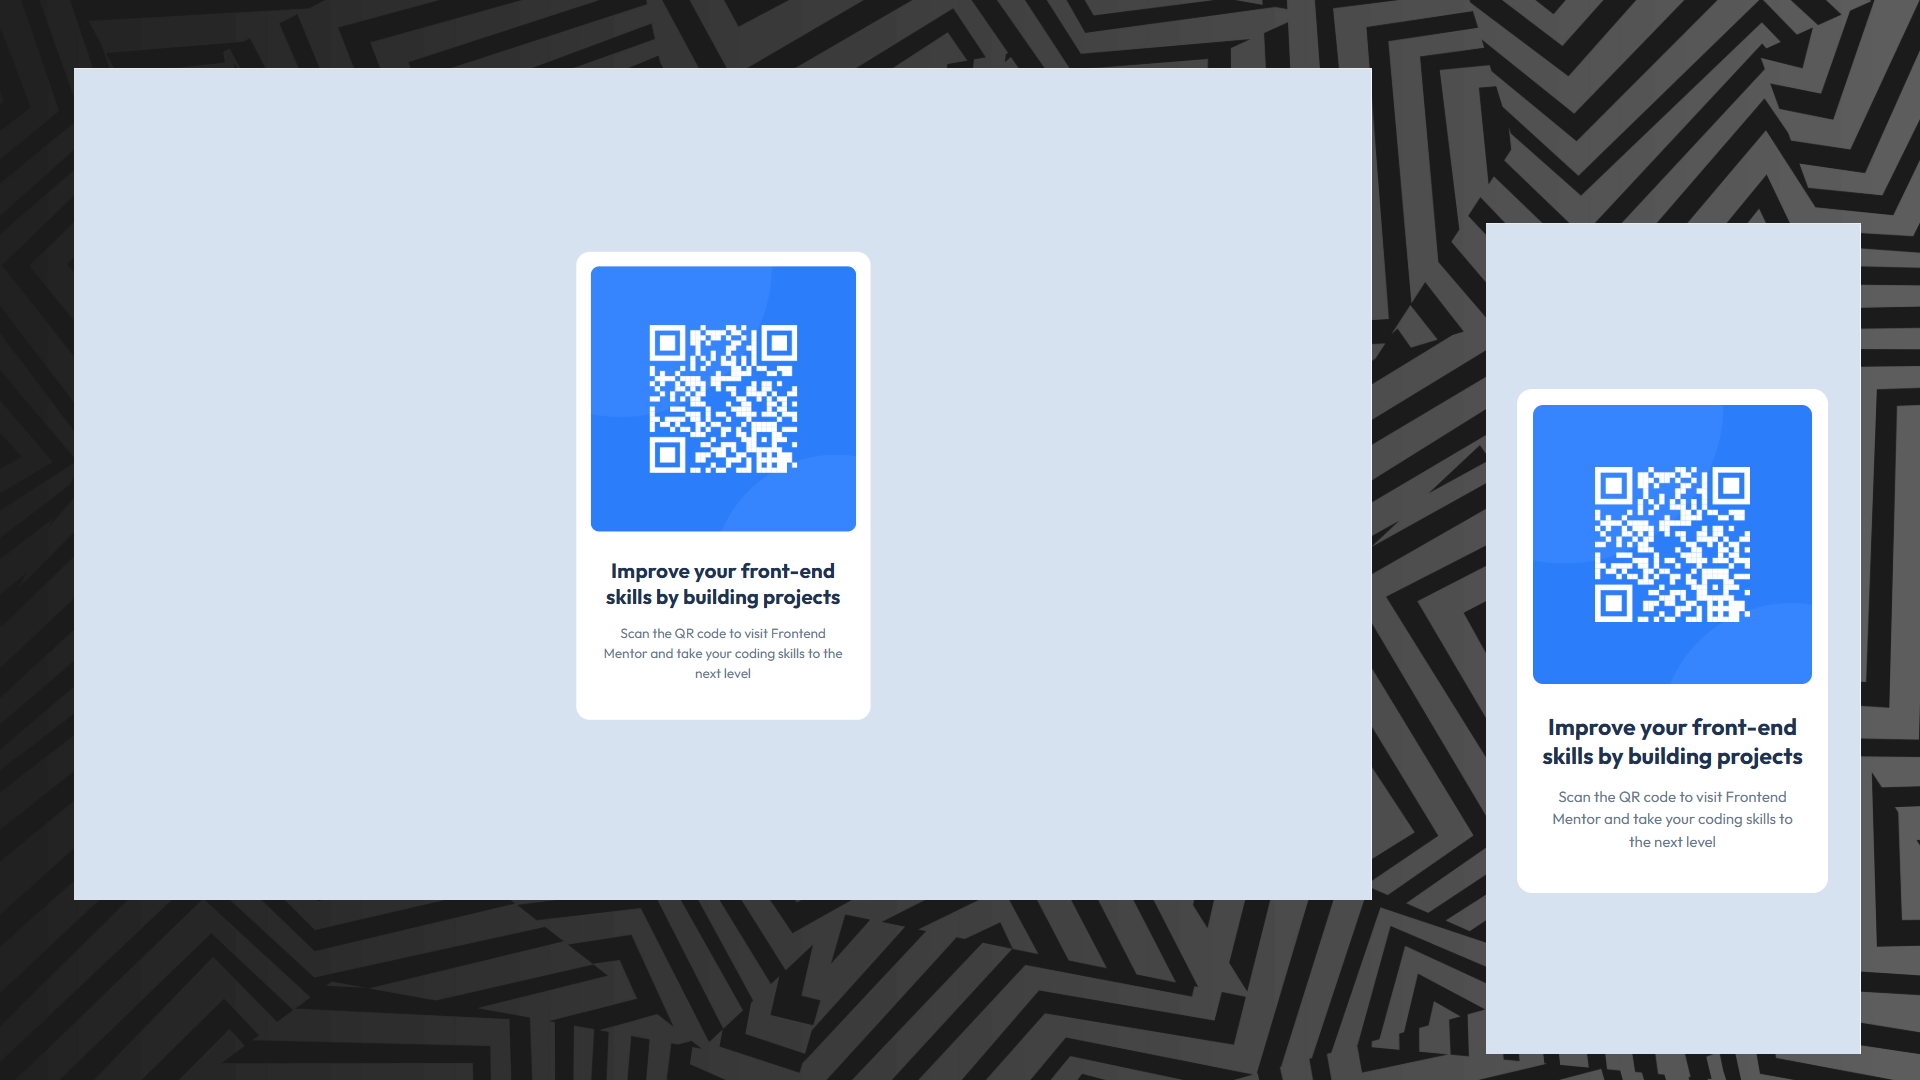 Improve your front-end
skills by building projects
Scan the QR code to visit Frontend
Mentor and take your coding skills to the
next level
Improve your front-end
skills by building projects
Scan the QR code to visit Frontend
Mentor and take your coding skills to
the next level